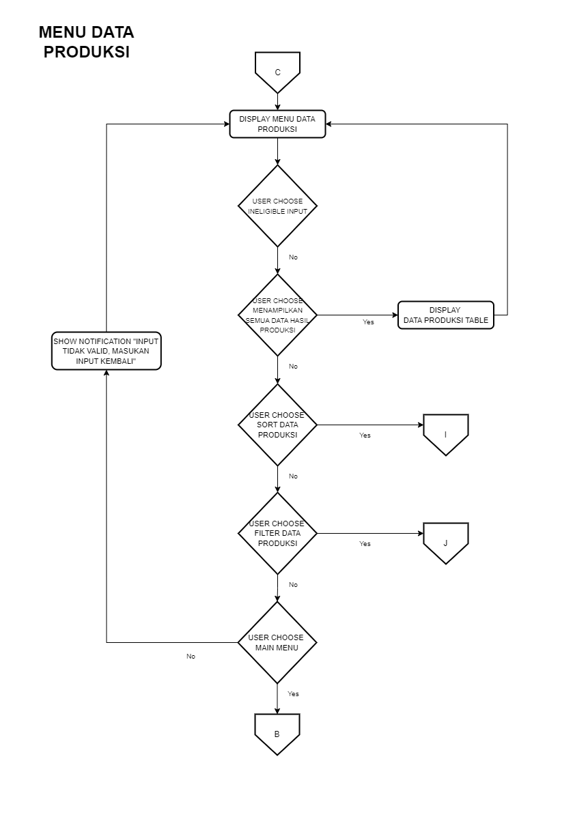 MENU DATA
PRODUKSI
C
DISPLAY MENU DATA
PRODUKSI
USER CHOOSE
INELIGIBLE INPUT
No
USER CHOOSE
MENAMPILKAN
SEMUA DATA HASIL
PRODUKSI
Yes
DISPLAY
DATA PRODUKSI TABLE
SHOW NOTIFICATION "INPUT
TIDAK VALID, MASUKAN
INPUT KEMBALI"
No
USER CHOOSE
SORT DATA
PRODUKSI
Yes
I
No
USER CHOOSE
FILTER DATA
PRODUKSI
Yes
J
No
USER CHOOSE
MAIN MENU
No
Yes
B